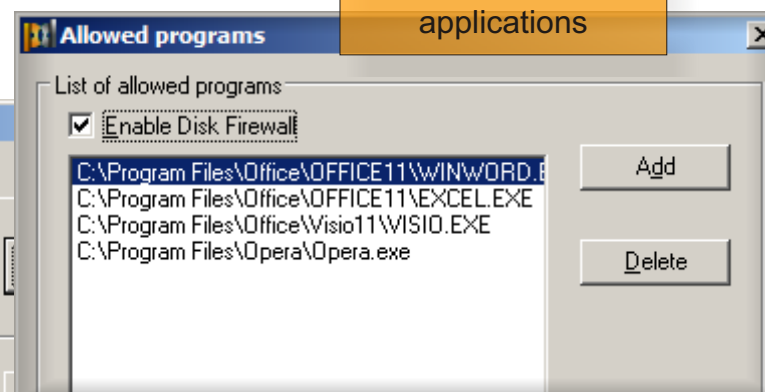 applications
Allowed programs
List of allowed programs
Enable Disk Firewall
C:\Program Files\Office\OFFICE11\WINWORD.E
C:\Program Files\Office\OFFICE11\EXCEL.EXE
C:\Program Files\Office\Visio11\VISIO.EXE
C:\Program Files\Opera\Opera.exe
Add
Delete